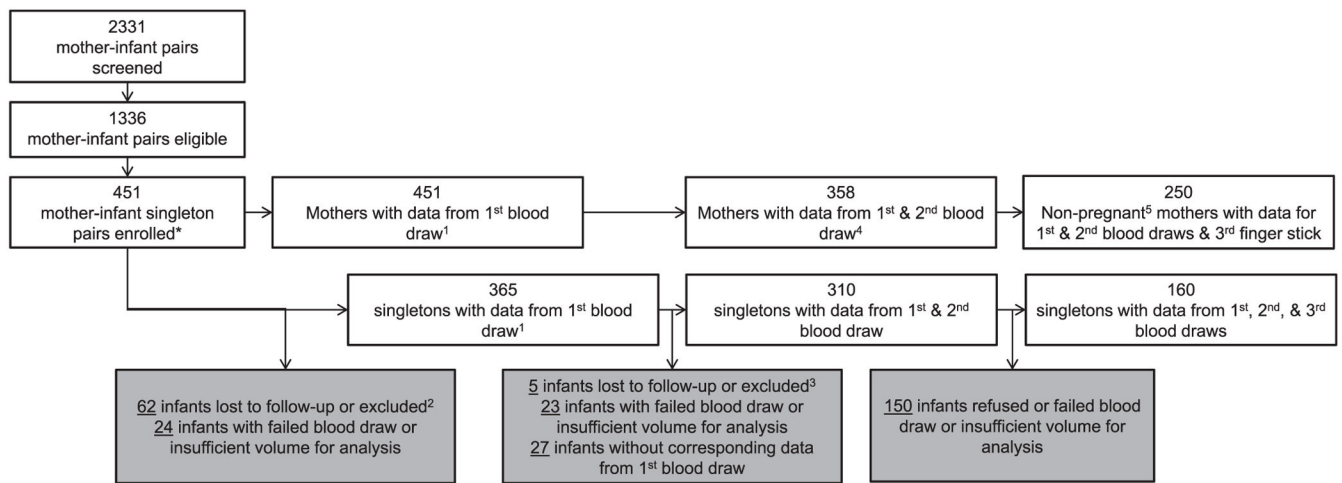 2331
mother-infant pairs
screened
1336
mother-infant pairs eligible
451
mother-infant singleton
pairs enrolled*
451
Mothers with data from 1st blood
draw1
358
Mothers with data from 1st & 2nd blood
draw4
250
Non-pregnant5 mothers with data for
1st & 2nd blood draws & 3rd finger stick
365
singletons with data from 1st blood
draw1
310
singletons with data from 1st & 2nd
blood draw
160
singletons with data from 1st, 2nd, & 3rd
blood draws
62 infants lost to follow-up or excluded2
24 infants with failed blood draw or
insufficient volume for analysis
5 infants lost to follow-up or excluded3
23 infants with failed blood draw or
insufficient volume for analysis
27 infants without corresponding data
from 1st blood draw
150 infants refused or failed blood
draw or insufficient volume for
analysis